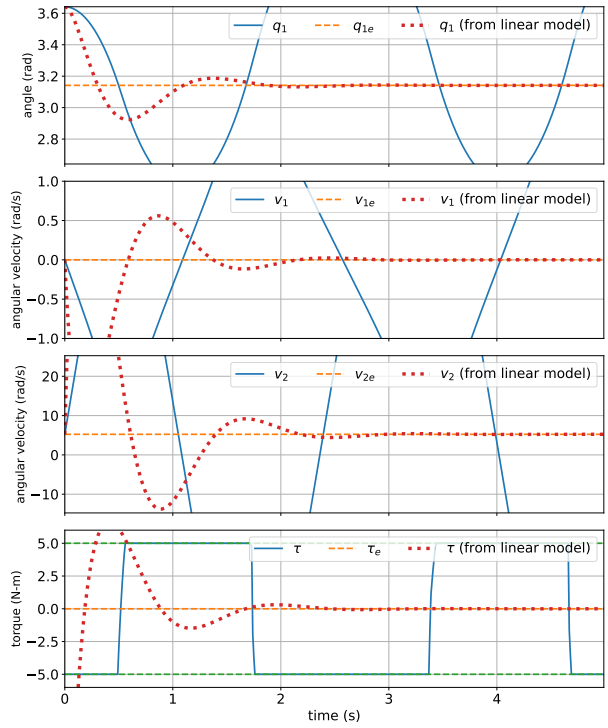 3.6
3.4
3.2
3.0
2.8
angle (rad)
q₁ q₁ₑ q₁ (from linear model)
1.0
0.5
0.0
−0.5
−1.0
angular velocity (rad/s)
v₁ v₁ₑ v₁ (from linear model)
20
10
0
−10
angular velocity (rad/s)
v₂ v₂ₑ v₂ (from linear model)
5.0
2.5
0.0
−2.5
−5.0
torque (N-m)
τ τₑ τ (from linear model)
0 1 2 3 4
time (s)